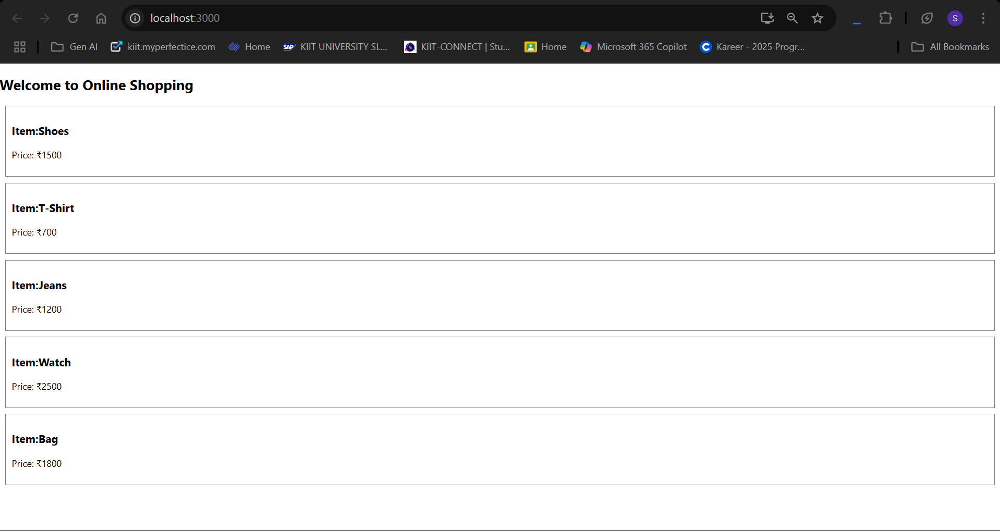 localhost:3000
S
Gen AI
kiit.myperfectice.com
Home
SAP
KIIT UNIVERSITY SL...
KIIT-CONNECT | Stu...
Home
Microsoft 365 Copilot
C
Kareer - 2025 Progr...
All Bookmarks
Welcome to Online Shopping
Item:Shoes
Price: ₹1500
Item:T-Shirt
Price: ₹700
Item:Jeans
Price: ₹1200
Item:Watch
Price: ₹2500
Item:Bag
Price: ₹1800